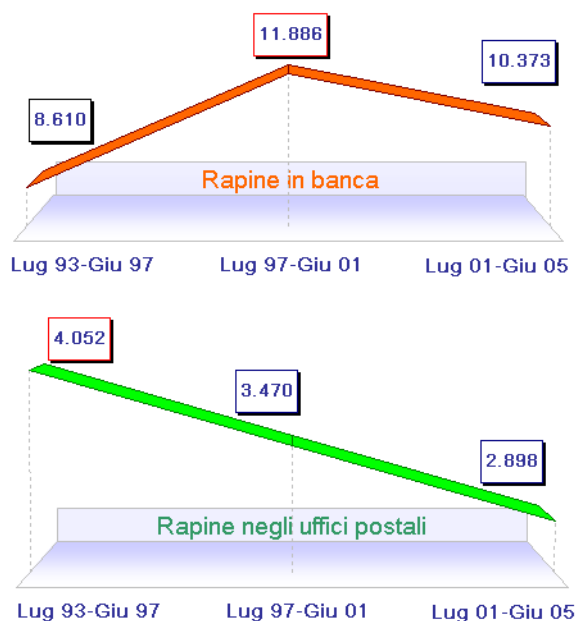 11.886
10.373
8.610
Rapine in banca
Lug 93-Giu 97 Lug 97-Giu 01 Lug 01-Giu 05
4.052
3.470
2.898
Rapine negli uffici postali
Lug 93-Giu 97 Lug 97-Giu 01 Lug 01-Giu 05